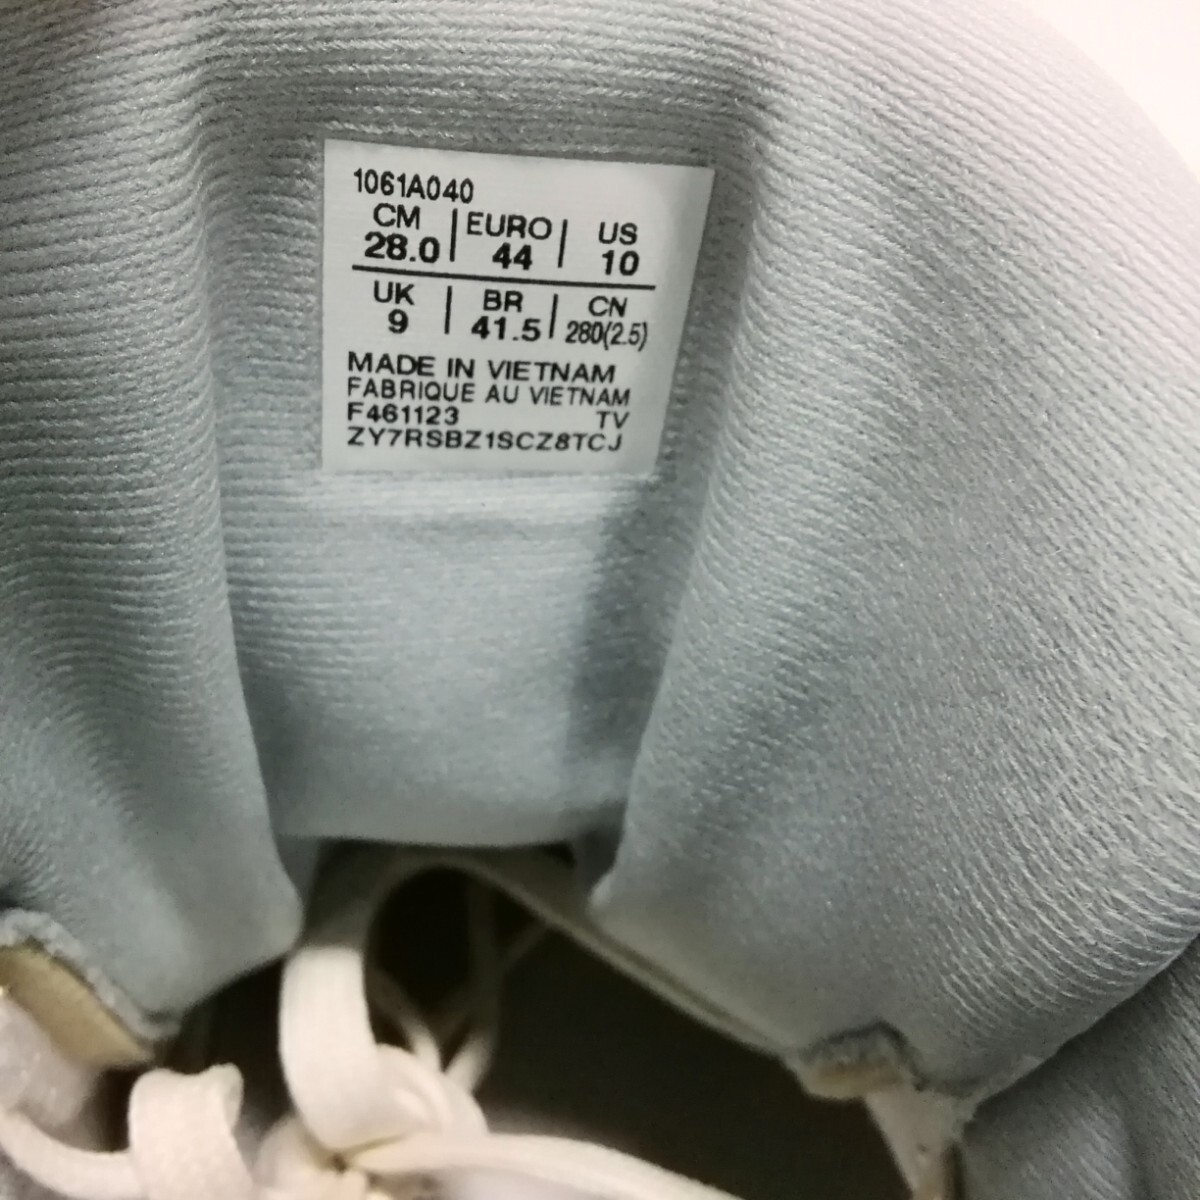 1061A040
CM | EURO | US
28.0 | 44 | 10
UK | BR | CN
9 | 41.5 | 280(2.5)
MADE IN VIETNAM
FABRIQUE AU VIETNAM
F461123 TV
ZY7RSBZ1SCZ8TCJ